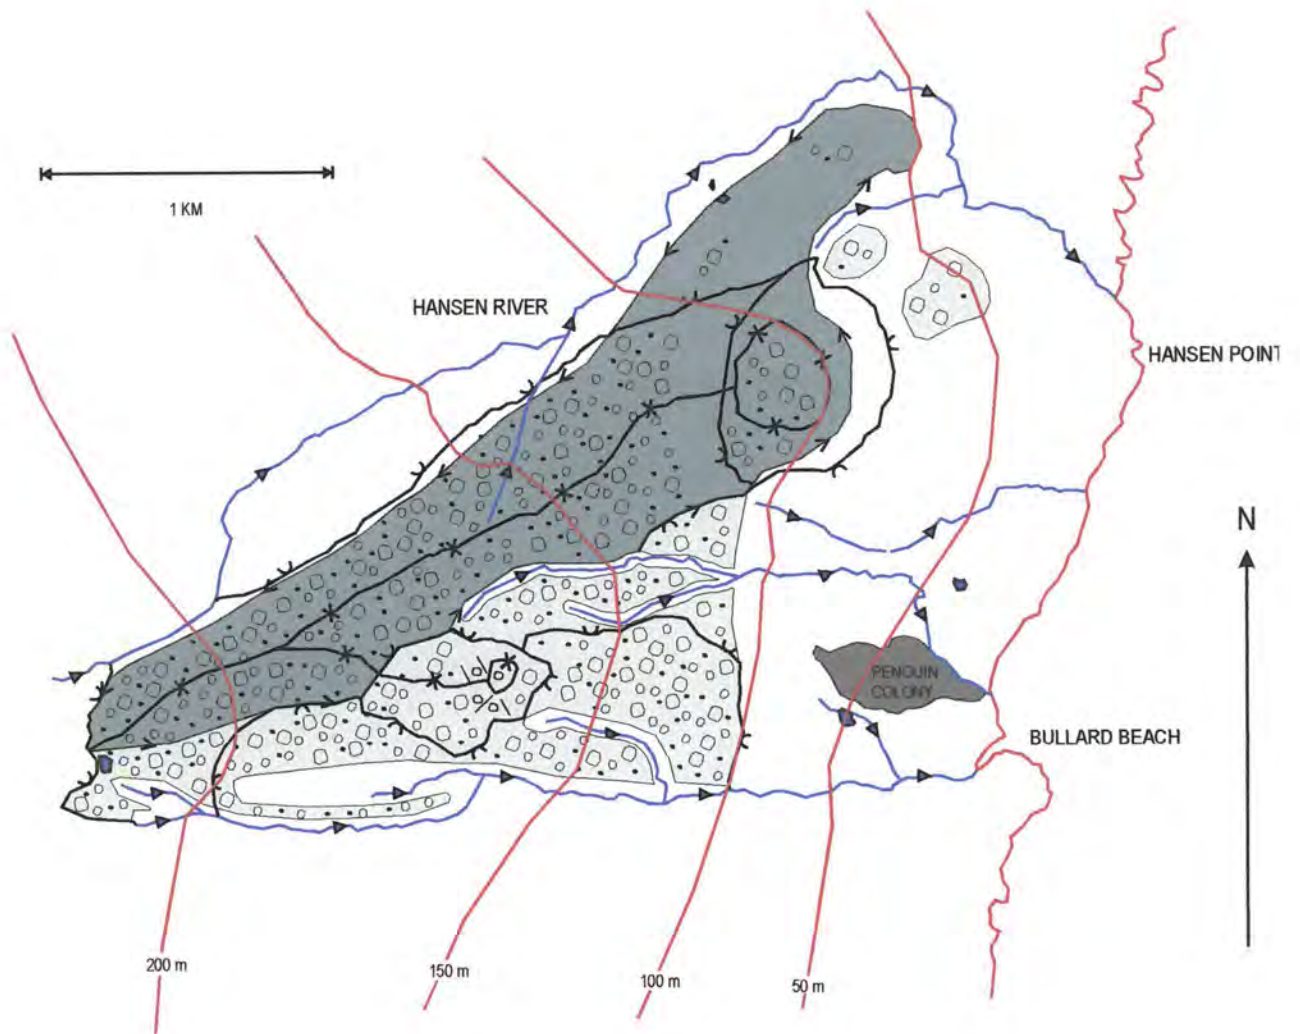 1 KM
HANSEN RIVER
HANSEN POINT
N
PENGUIN
COLONY
BULLARD BEACH
200 m
150 m
100 m
50 m